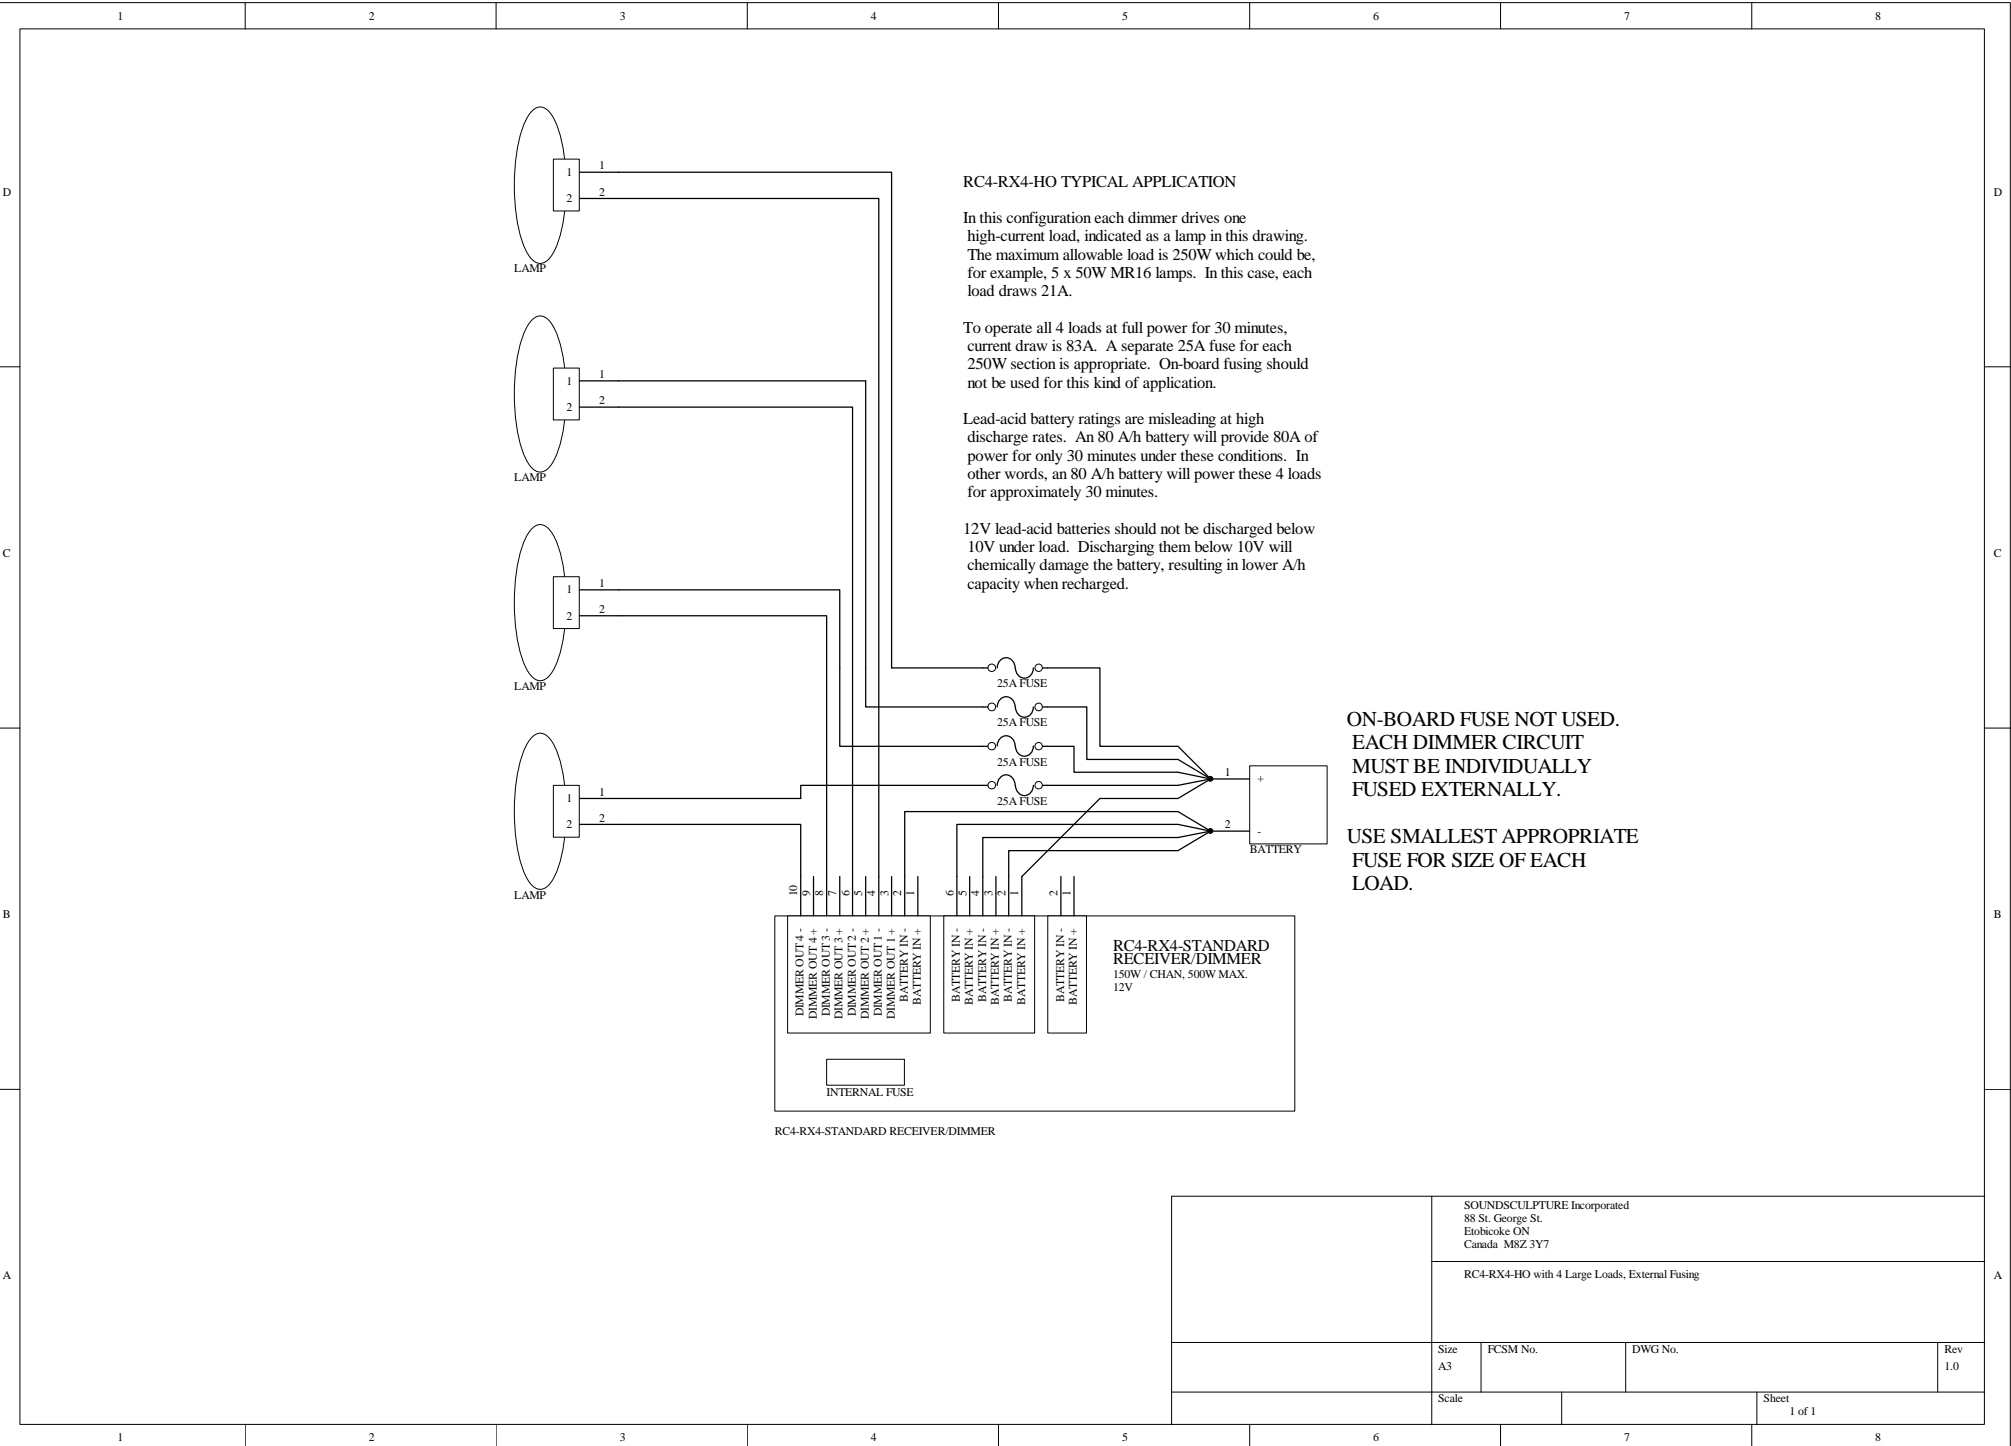 1 2 3 4 5 6 7 8
D D
C C
B B
A A
1
1
2
2
LAMP
1
1
2
2
LAMP
1
1
2
2
LAMP
1
1
2
2
LAMP
RC4-RX4-HO TYPICAL APPLICATION
In this configuration each dimmer drives one
high-current load, indicated as a lamp in this drawing.
The maximum allowable load is 250W which could be,
for example, 5 x 50W MR16 lamps. In this case, each
load draws 21A.
To operate all 4 loads at full power for 30 minutes,
current draw is 83A. A separate 25A fuse for each
250W section is appropriate. On-board fusing should
not be used for this kind of application.
Lead-acid battery ratings are misleading at high
discharge rates. An 80 A/h battery will provide 80A of
power for only 30 minutes under these conditions. In
other words, an 80 A/h battery will power these 4 loads
for approximately 30 minutes.
12V lead-acid batteries should not be discharged below
10V under load. Discharging them below 10V will
chemically damage the battery, resulting in lower A/h
capacity when recharged.
25A FUSE
25A FUSE
25A FUSE
25A FUSE
1 +
2 -
BATTERY
ON-BOARD FUSE NOT USED.
EACH DIMMER CIRCUIT
MUST BE INDIVIDUALLY
FUSED EXTERNALLY.
USE SMALLEST APPROPRIATE
FUSE FOR SIZE OF EACH
LOAD.
10 9 8 7 6 5 4 3 2 1
6 5 4 3 2 1
2 1
DIMMER OUT 4 -
DIMMER OUT 4 +
DIMMER OUT 3 -
DIMMER OUT 3 +
DIMMER OUT 2 -
DIMMER OUT 2 +
DIMMER OUT 1 -
DIMMER OUT 1 +
BATTERY IN -
BATTERY IN +
BATTERY IN -
BATTERY IN +
BATTERY IN -
BATTERY IN +
BATTERY IN -
BATTERY IN +
BATTERY IN -
BATTERY IN +
RC4-RX4-STANDARD
RECEIVER/DIMMER
150W / CHAN, 500W MAX.
12V
INTERNAL FUSE
RC4-RX4-STANDARD RECEIVER/DIMMER
SOUNDSCULPTURE Incorporated
88 St. George St.
Etobicoke ON
Canada M8Z 3Y7
RC4-RX4-HO with 4 Large Loads, External Fusing
Size FCSM No. DWG No. Rev
A3 1.0
Scale Sheet
1 of 1
1 2 3 4 5 6 7 8